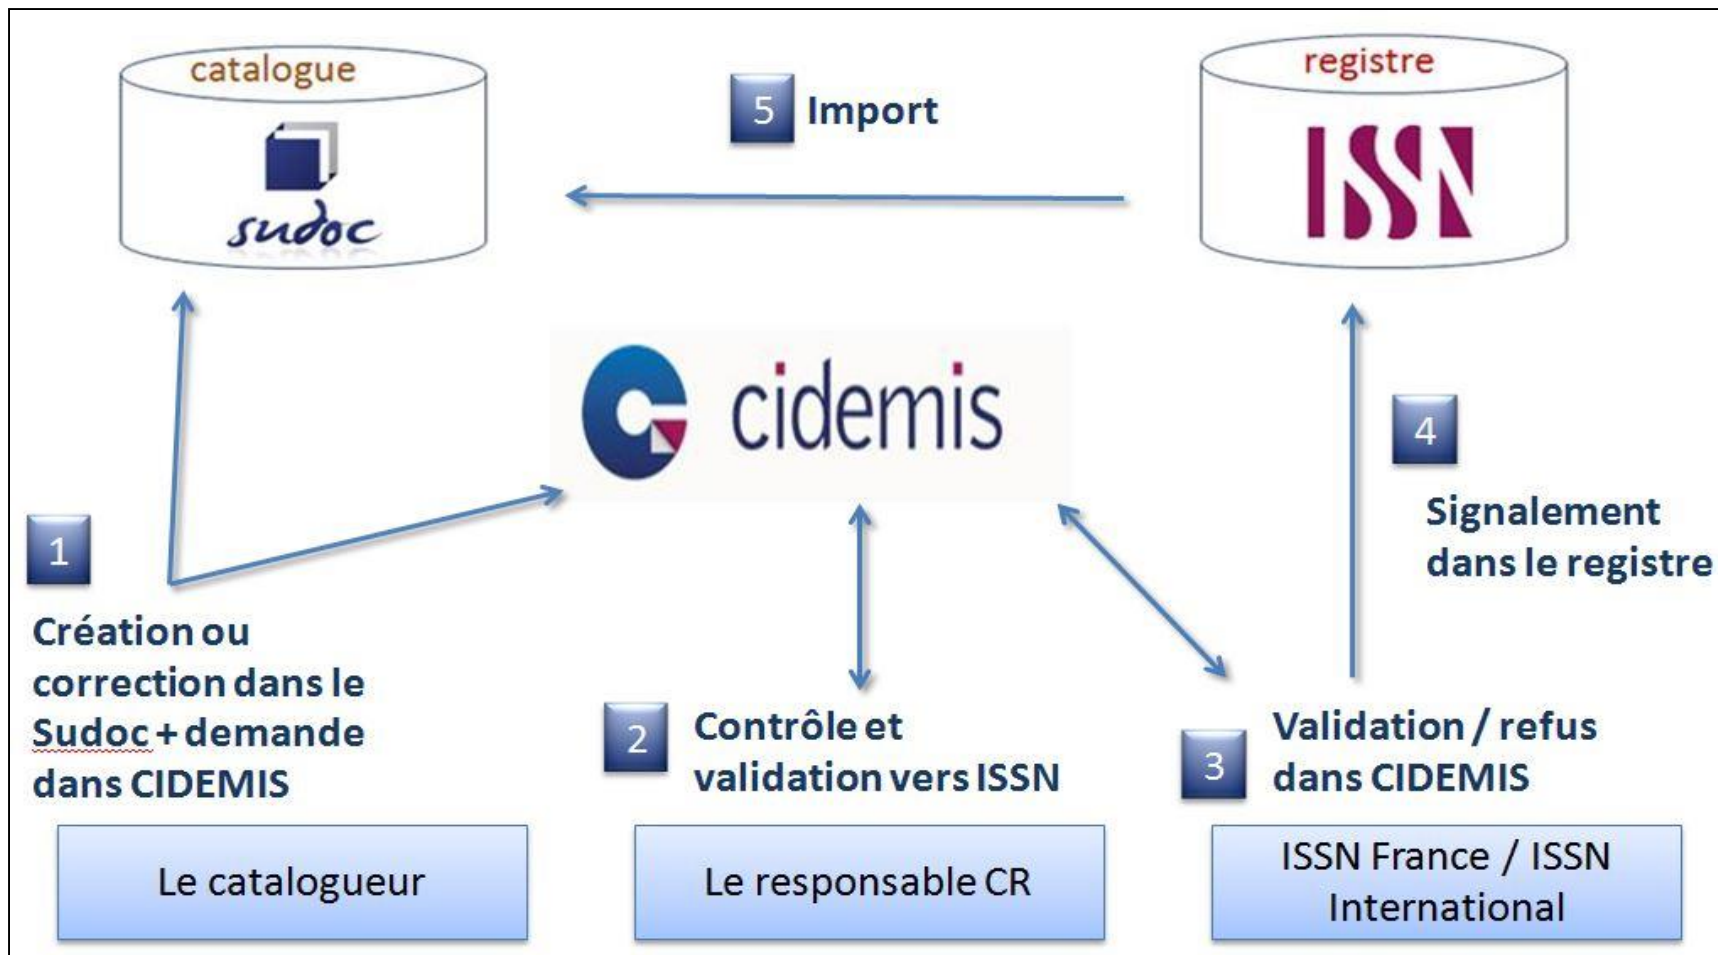 catalogue
sudoc
5 Import
registre
ISSN
cidemis
1
Création ou
correction dans le
Sudoc + demande
dans CIDEMIS
2
Contrôle et
validation vers ISSN
3
Validation / refus
dans CIDEMIS
4
Signalement
dans le registre
Le catalogueur
Le responsable CR
ISSN France / ISSN
International